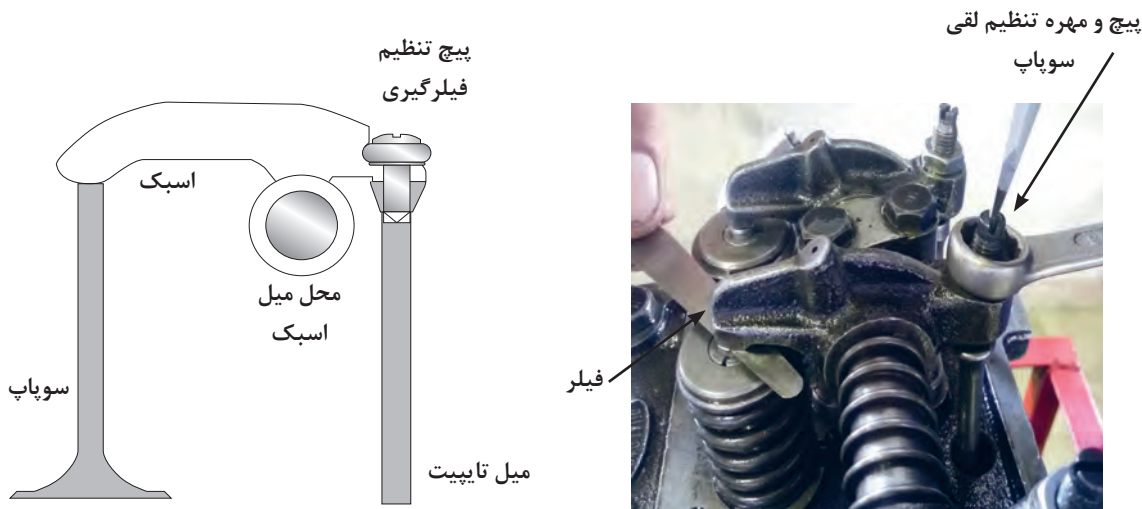 پیچ و مهره تنظیم لقی
سوپاپ
فیلر
پیچ تنظیم
فیلرگیری
اسبک
محل میل
اسبک
سوپاپ
میل تایپیت